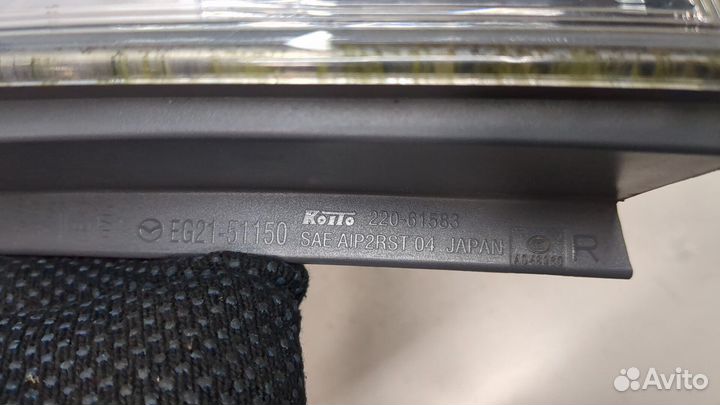 EG21-51150 KOITO 220-61583
SAE AIP2RST 04 JAPAN R
Avito